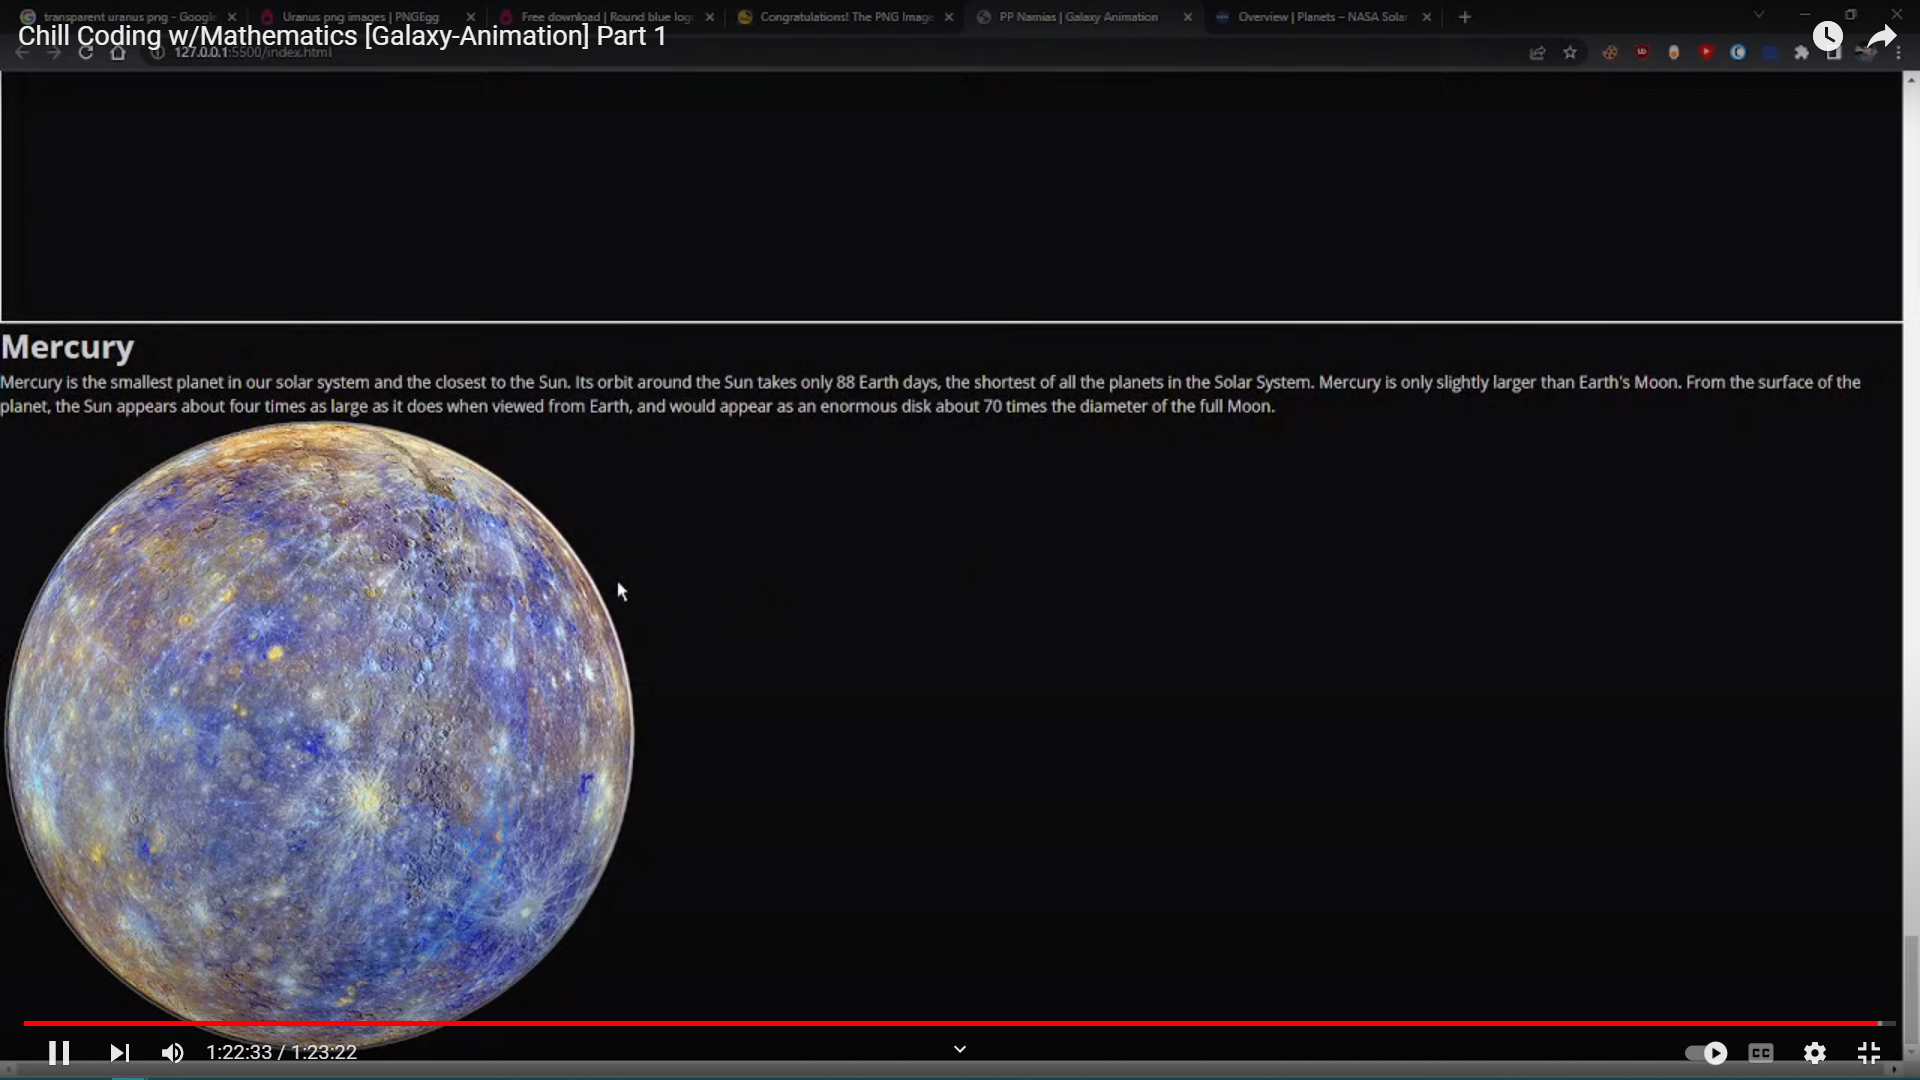 transparent uranus png - Google
Uranus png images | PNGEgg
Free download | Round blue log
Congratulations! The PNG Image
PP Namias | Galaxy Animation
Overview | Planets – NASA Solar
Chill Coding w/Mathematics [Galaxy-Animation] Part 1
127.0.0.1:5500/index.html
Mercury
Mercury is the smallest planet in our solar system and the closest to the Sun. Its orbit around the Sun takes only 88 Earth days, the shortest of all the planets in the Solar System. Mercury is only slightly larger than Earth's Moon. From the surface of the
planet, the Sun appears about four times as large as it does when viewed from Earth, and would appear as an enormous disk about 70 times the diameter of the full Moon.
1:22:33 / 1:23:22
CC